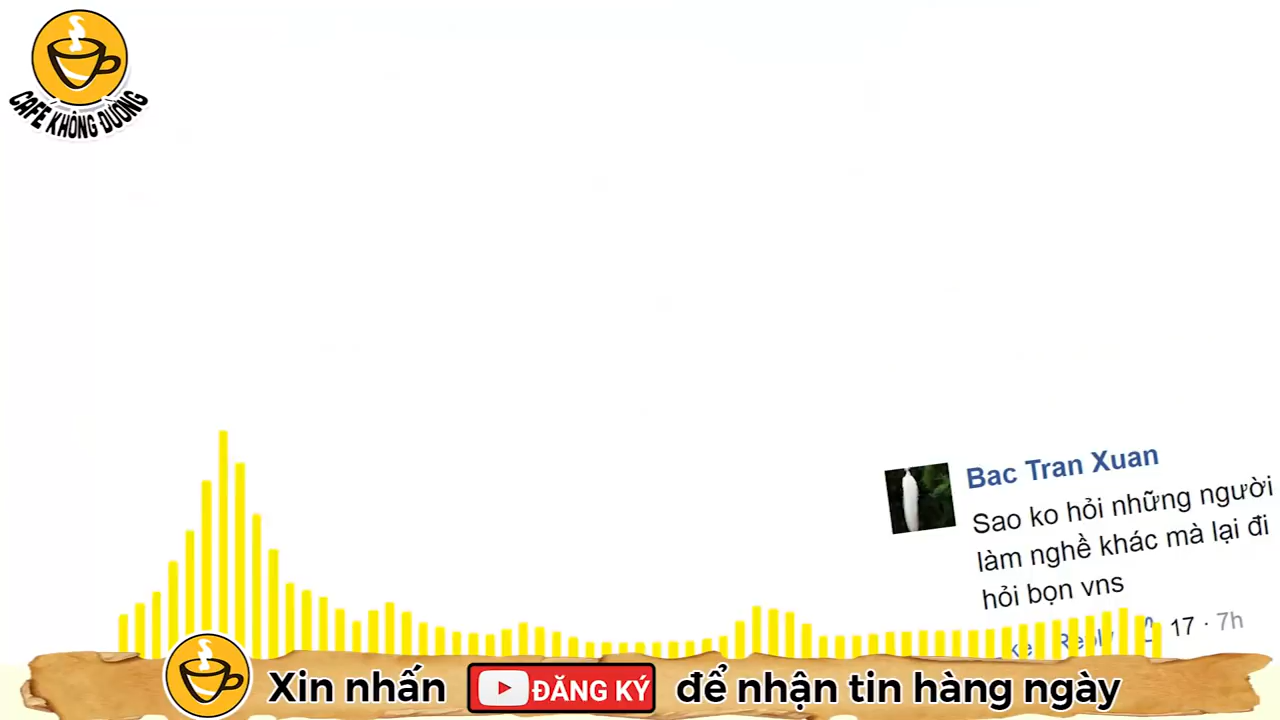 CAFE KHÔNG ĐƯỜNG
Bac Tran Xuan
Sao ko hỏi những người
làm nghề khác mà lại đi
hỏi bọn vns
Reply 17 · 7h
Xin nhấn ĐĂNG KÝ để nhận tin hàng ngày